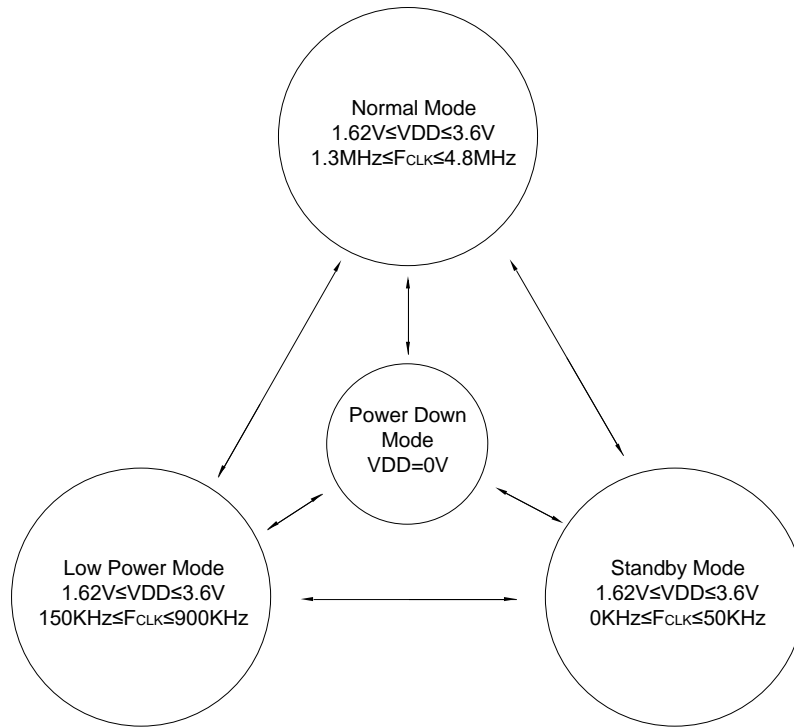 Normal Mode
1.62V≤VDD≤3.6V
1.3MHz≤FCLK≤4.8MHz
Power Down
Mode
VDD=0V
Low Power Mode
1.62V≤VDD≤3.6V
150KHz≤FCLK≤900KHz
Standby Mode
1.62V≤VDD≤3.6V
0KHz≤FCLK≤50KHz